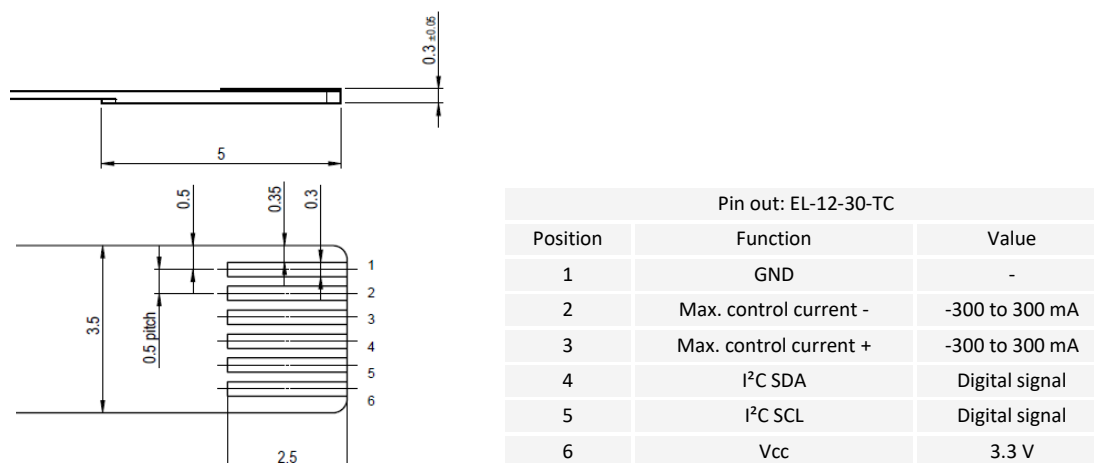 0.3 ±0.05
5
0.5
0.35
0.3
1
2
3
4
5
6
3.5
0.5 pitch
2.5
Pin out: EL-12-30-TC
Position Function Value
1 GND -
2 Max. control current - -300 to 300 mA
3 Max. control current + -300 to 300 mA
4 I²C SDA Digital signal
5 I²C SCL Digital signal
6 Vcc 3.3 V